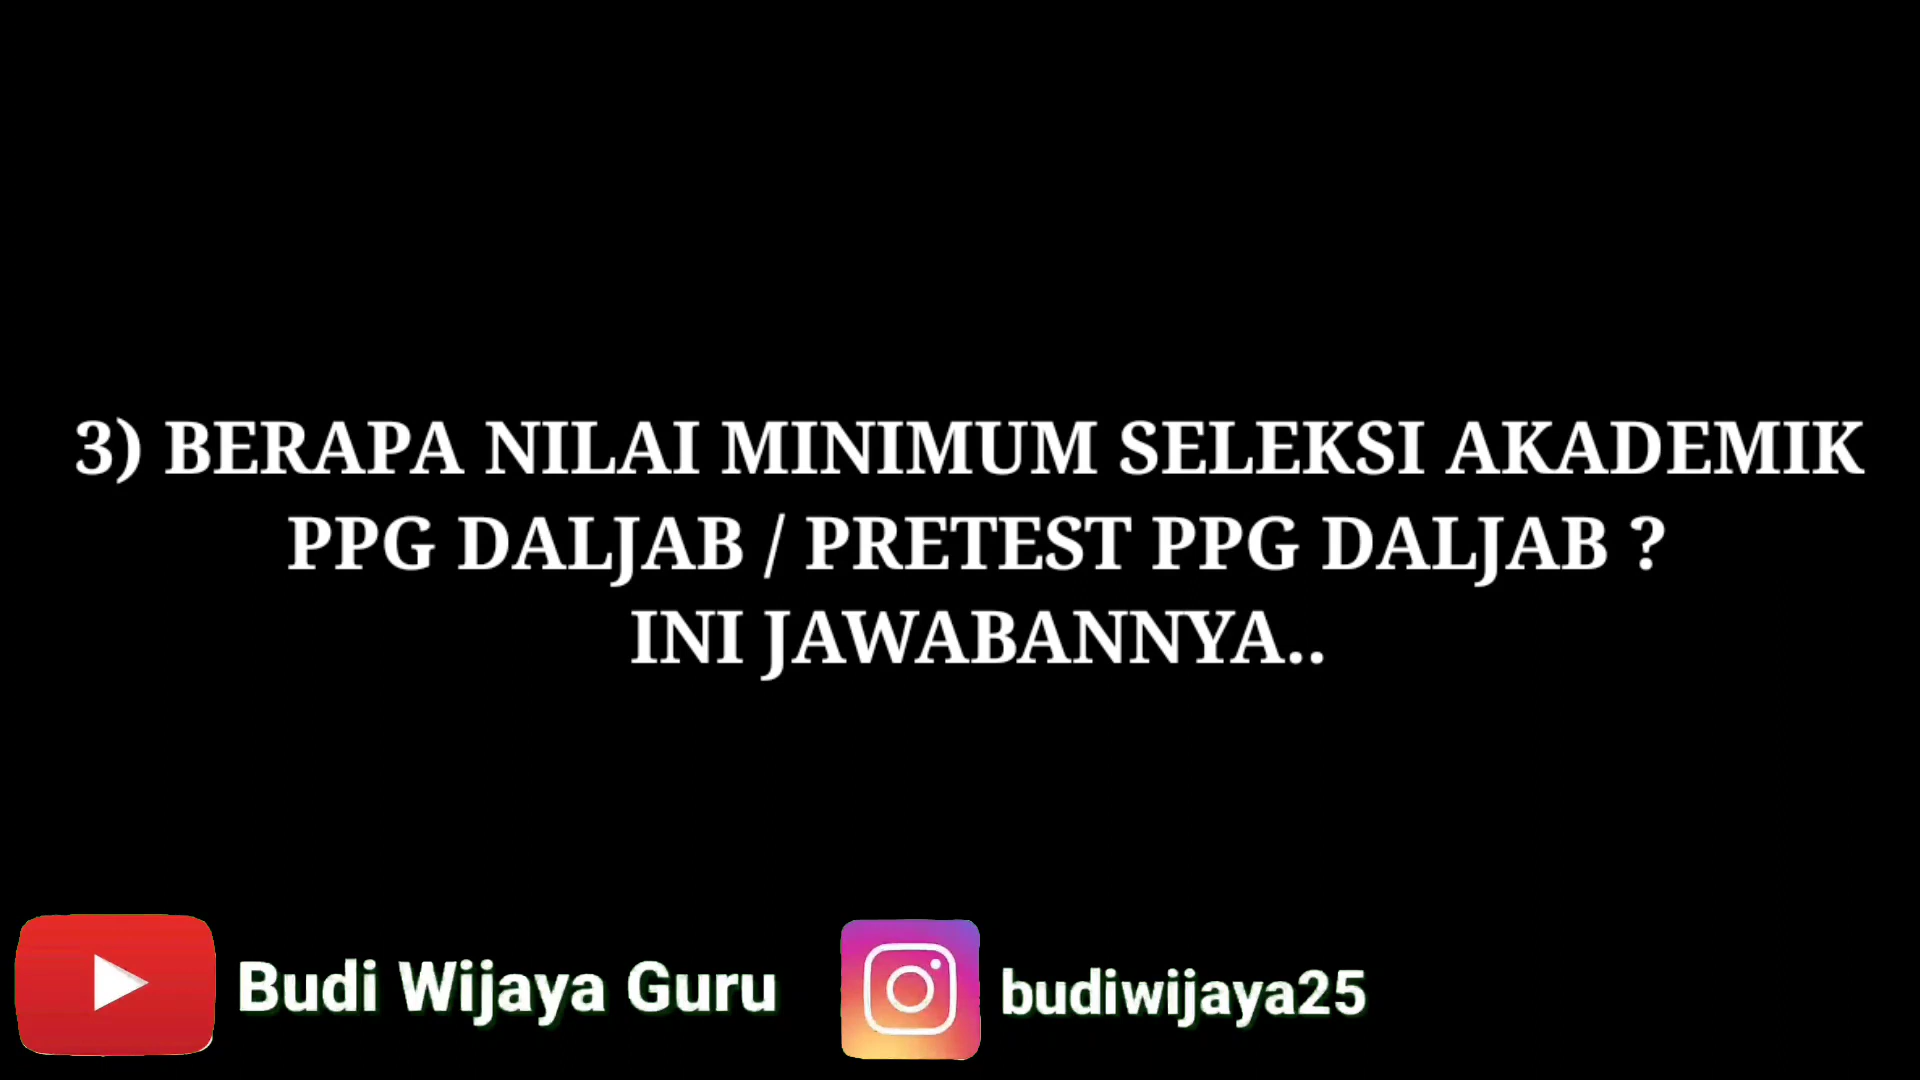 3) BERAPA NILAI MINIMUM SELEKSI AKADEMIK
PPG DALJAB / PRETEST PPG DALJAB ?
INI JAWABANNYA..
Budi Wijaya Guru
budiwijaya25